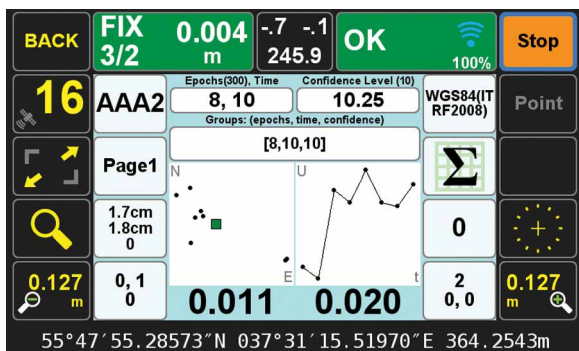 BACK
FIX
3/2
0.004
m
-.7 -.1
245.9
OK
100%
Stop
16
AAA2
Epochs(300), Time
8, 10
Confidence Level (10)
10.25
WGS84(IT
RF2008)
Point
Groups: (epochs, time, confidence)
[8,10,10]
Page1
N
U
Σ
1.7cm
1.8cm
0
0
E
t
0.127
m
0, 1
0
0.011
0.020
2
0, 0
0.127
m
55°47′55.28573″N 037°31′15.51970″E 364.2543m